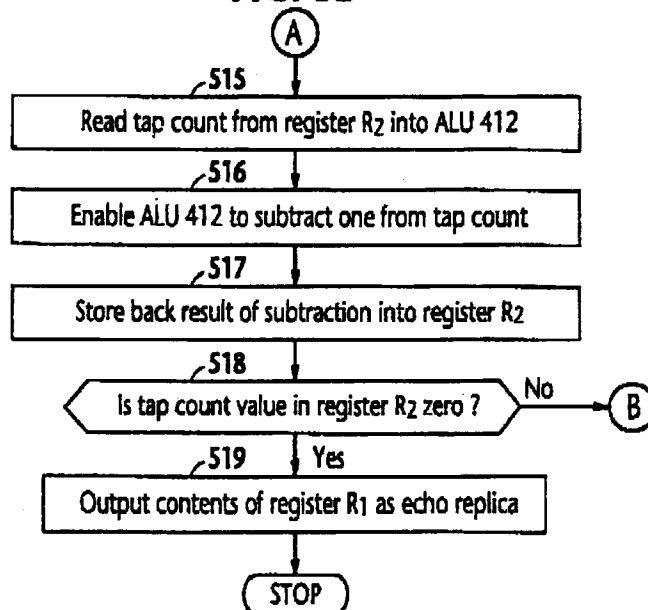 A
515
Read tap count from register R2 into ALU 412
516
Enable ALU 412 to subtract one from tap count
517
Store back result of subtraction into register R2
518
Is tap count value in register R2 zero ?
No
B
519
Yes
Output contents of register R1 as echo replica
STOP